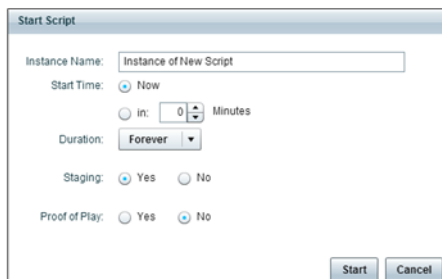 Start Script
Instance Name: Instance of New Script
Start Time: Now
in: 0 Minutes
Duration: Forever
Staging: Yes No
Proof of Play: Yes No
Start Cancel